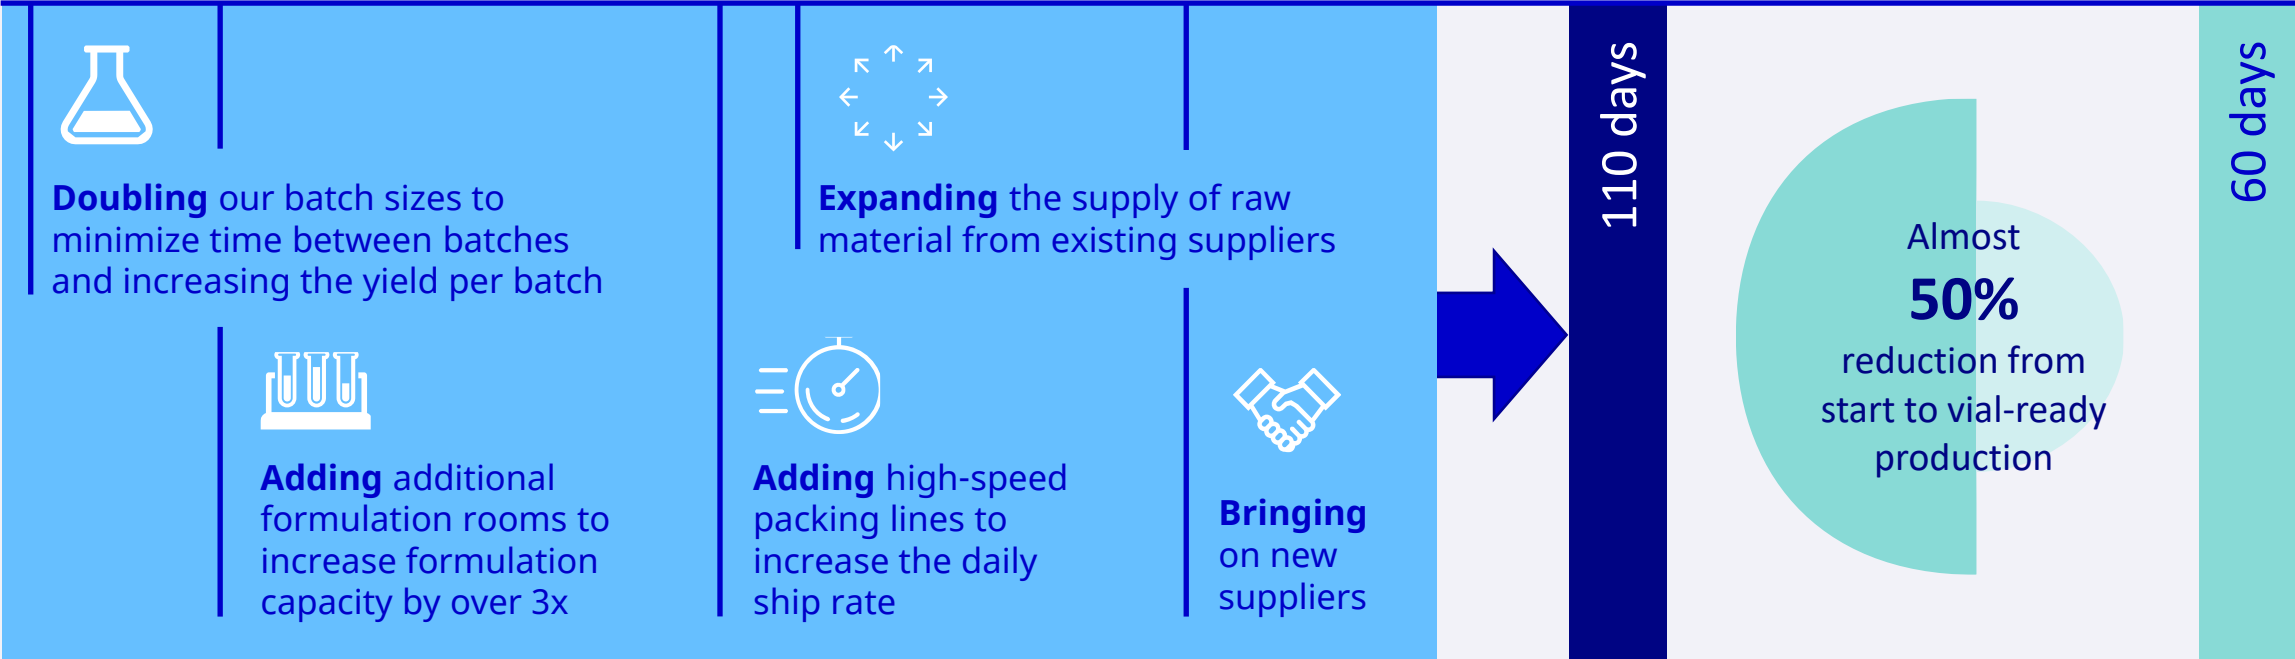 Doubling our batch sizes to
minimize time between batches
and increasing the yield per batch
Expanding the supply of raw
material from existing suppliers
Adding additional
formulation rooms to
increase formulation
capacity by over 3x
Adding high-speed
packing lines to
increase the daily
ship rate
Bringing
on new
suppliers
110 days
Almost
50%
reduction from
start to vial-ready
production
60 days